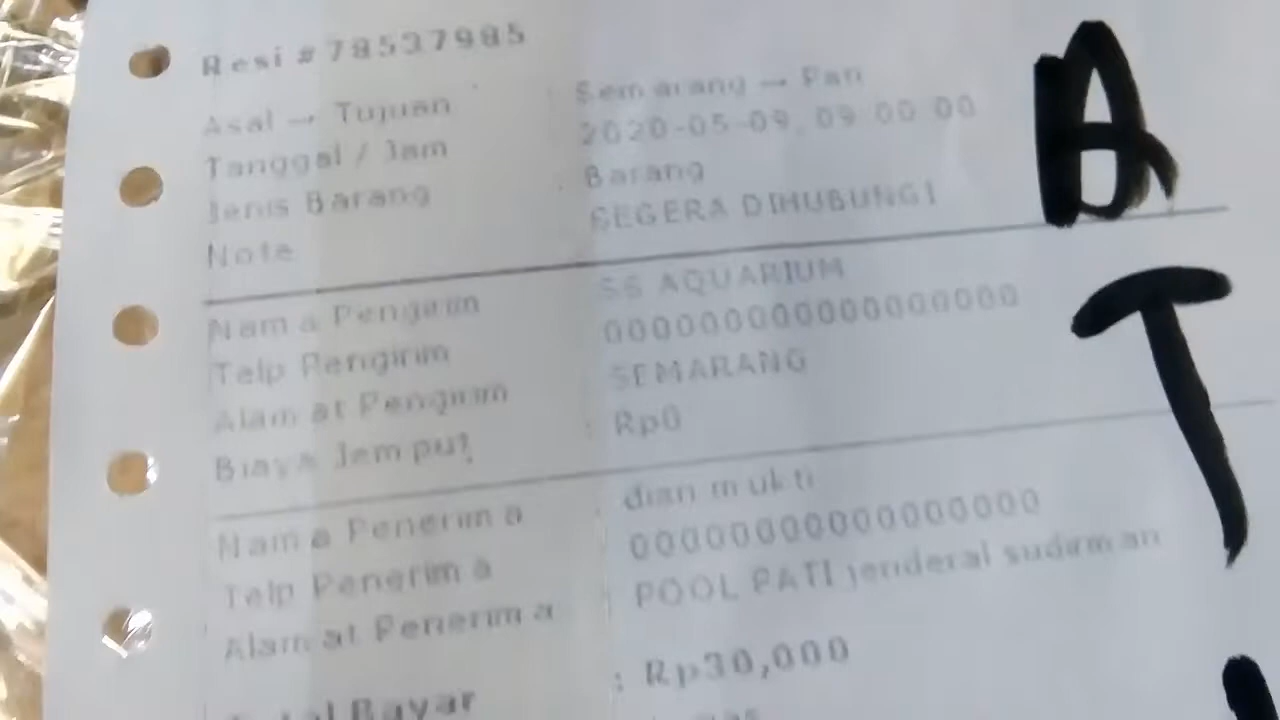 Resi #78537985
Asal → Tujuan : Semarang → Pati
Tanggal / Jam 2020-05-09, 09:00:00
Jenis Barang : Barang
Note SEGERA DIHUBUNGI
Nama Pengirim SS AQUARIUM
Telp Pengirim 0000000000000000
Alamat Pengirim SEMARANG
Biaya Jemput : Rp0
Nama Penerima : dian mukti
Telp Penerima 0000000000000000
Alamat Penerima POOL PATI jenderal sudirman
Total Bayar : Rp30,000
A
T